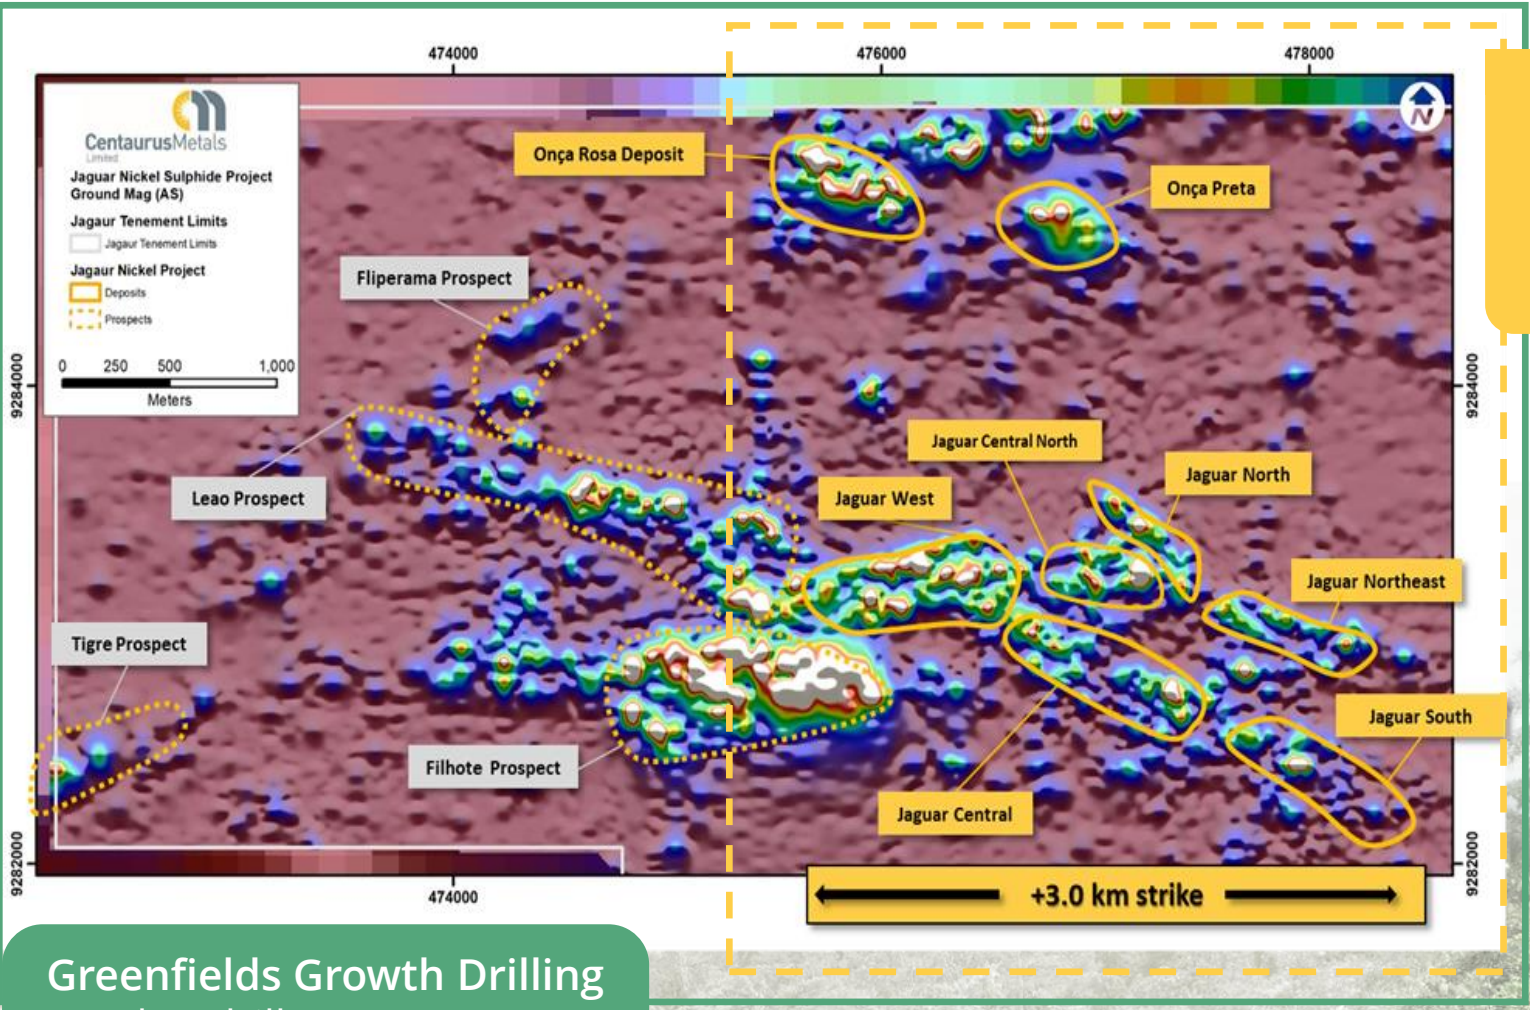 474000
476000
478000
CentaurusMetals
Limited
Jaguar Nickel Sulphide Project
Ground Mag (AS)
Jagaur Tenement Limits
Jagaur Tenement Limits
Jagaur Nickel Project
Deposits
Prospects
0 250 500 1,000
Meters
N
Onça Rosa Deposit
Onça Preta
Fliperama Prospect
9284000
9284000
Jaguar Central North
Jaguar North
Leao Prospect
Jaguar West
Jaguar Northeast
Tigre Prospect
Jaguar South
Filhote Prospect
Jaguar Central
9282000
9282000
474000
+3.0 km strike
Greenfields Growth Drilling